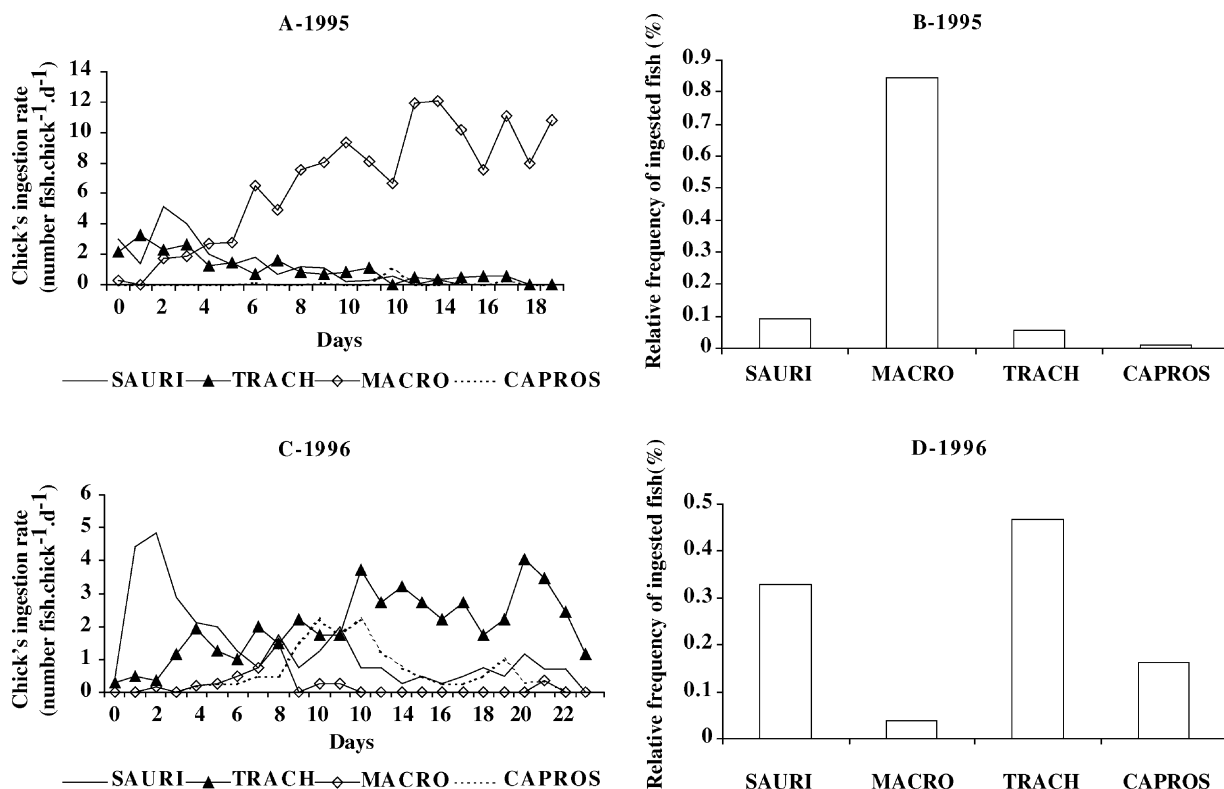 A-1995
Chick's ingestion rate
(number fish.chick-1.d-1)
14
12
10
8
6
4
2
0
0 2 4 6 8 10 10 14 16 18
Days
SAURI TRACH MACRO CAPROS
B-1995
Relative frequency of ingested fish (%)
0.9
0.8
0.7
0.6
0.5
0.4
0.3
0.2
0.1
0
SAURI MACRO TRACH CAPROS
C-1996
Chick's ingestion rate
(number fish.chick-1.d-1)
6
5
4
3
2
1
0
0 2 4 6 8 10 10 14 16 18 20 22
Days
SAURI TRACH MACRO CAPROS
D-1996
Relative frequency of ingested fish(%)
0.5
0.4
0.3
0.2
0.1
0
SAURI MACRO TRACH CAPROS